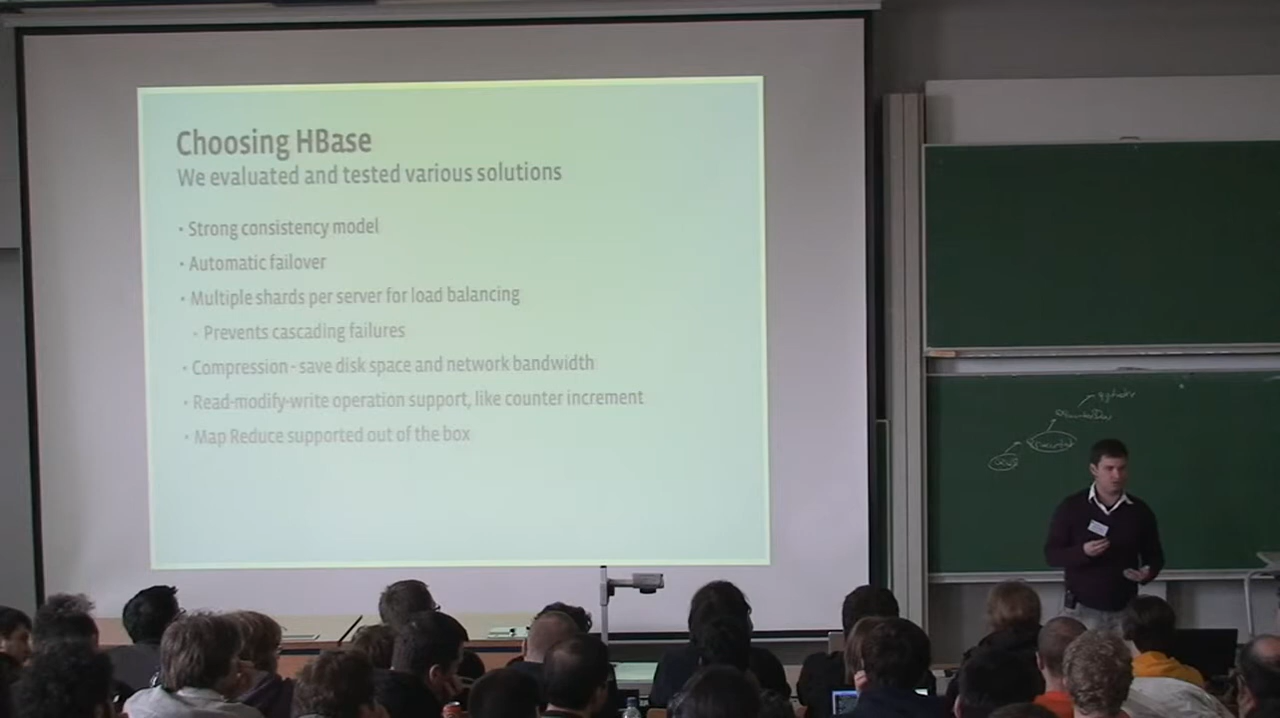 Choosing HBase
We evaluated and tested various solutions
• Strong consistency model
• Automatic failover
• Multiple shards per server for load balancing
• Prevents cascading failures
• Compression - save disk space and network bandwidth
• Read-modify-write operation support, like counter increment
• Map Reduce supported out of the box